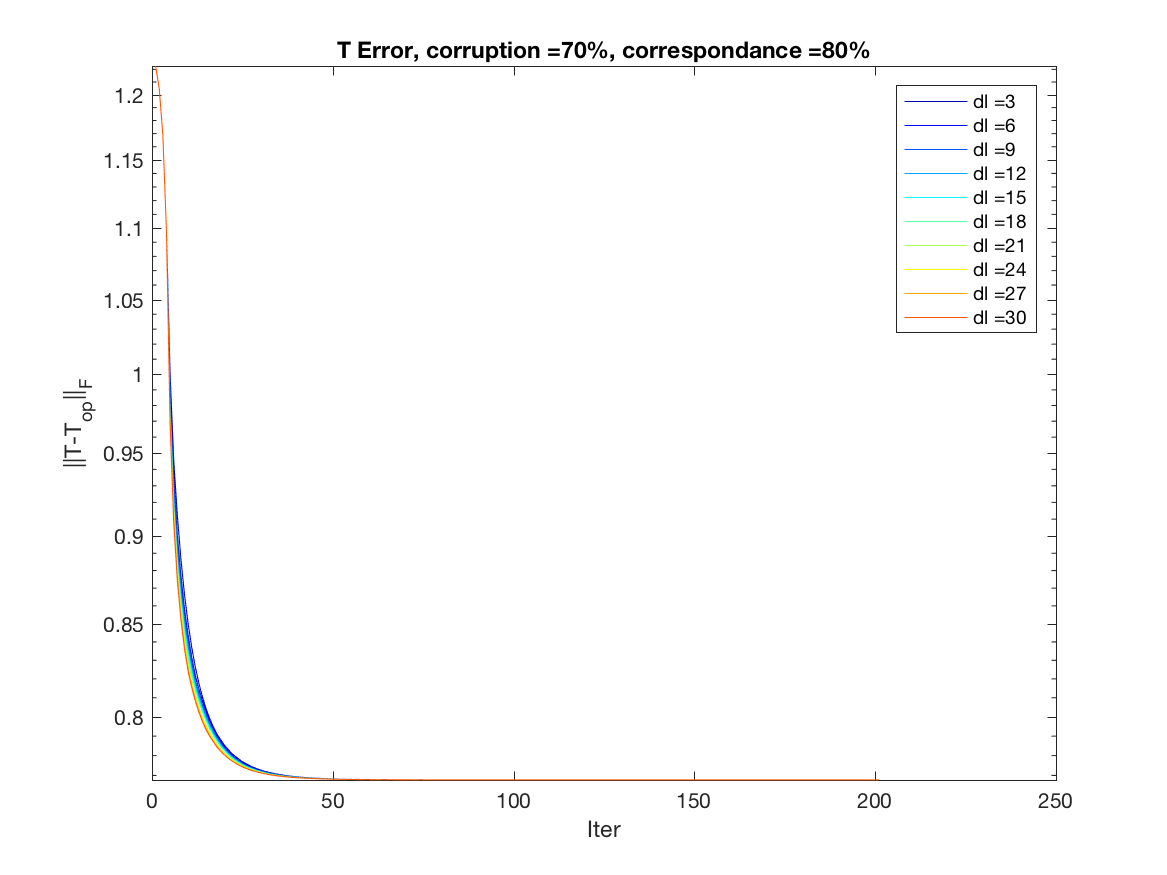 T Error, corruption =70%, correspondance =80%
||T-T_op||_F
1.2
1.15
1.1
1.05
1
0.95
0.9
0.85
0.8
dl =3
dl =6
dl =9
dl =12
dl =15
dl =18
dl =21
dl =24
dl =27
dl =30
0 50 100 150 200 250
Iter